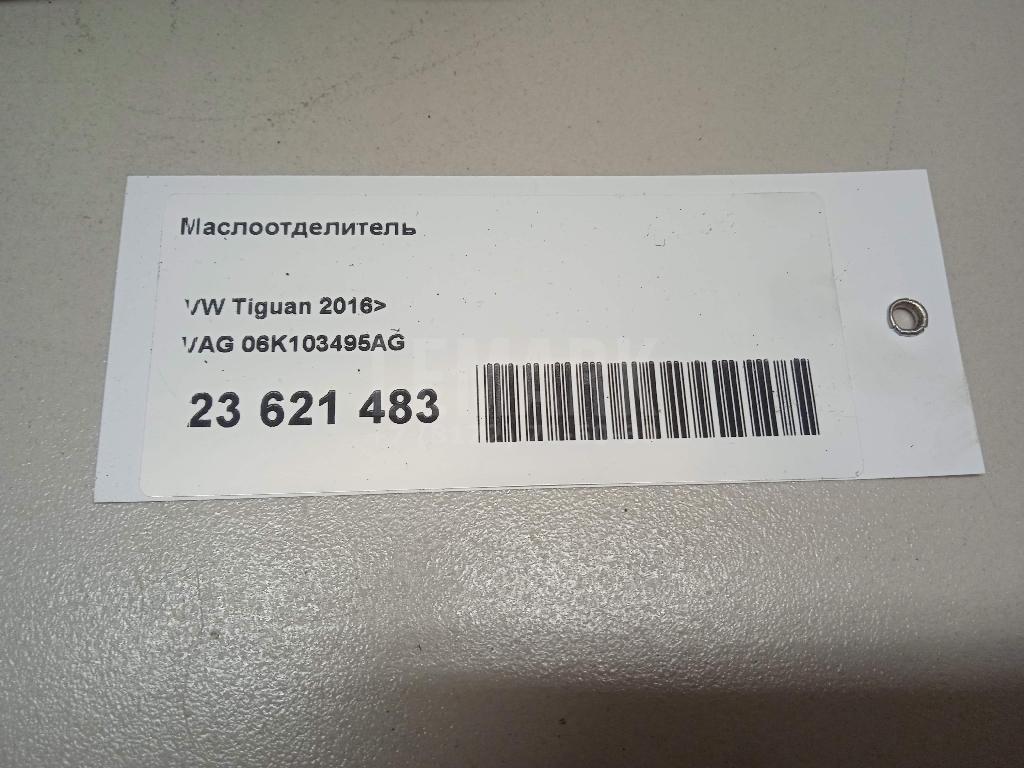 Маслоотделитель
VW Tiguan 2016>
VAG 06K103495AG
23 621 483